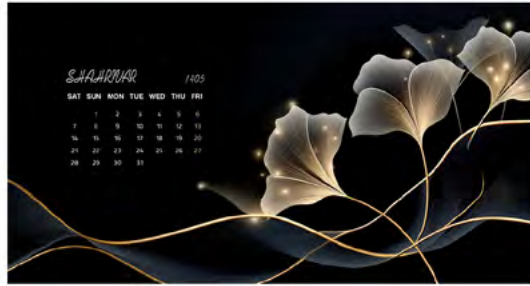 SHAHRIVAR 1405
SAT SUN MON TUE WED THU FRI
1 2 3 4 5 6
7 8 9 10 11 12 13
14 15 16 17 18 19 20
21 22 23 24 25 26 27
28 29 30 31